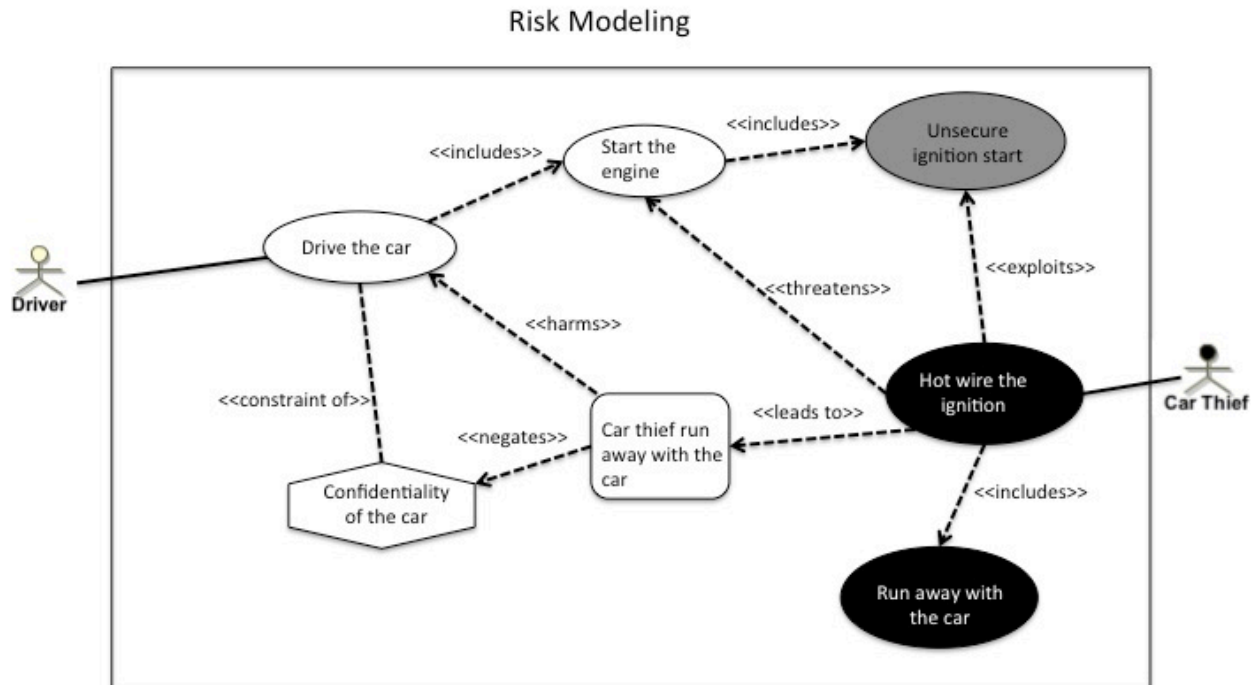 Risk Modeling
<<includes>>
Unsecure
ignition start
<<includes>>
Start the
engine
Drive the car
Driver
<<exploits>>
<<threatens>>
<<harms>>
Hot wire the
ignition
Car Thief
<<constraint of>>
<<leads to>>
<<negates>>
Car thief run
away with the
car
Confidentiality
of the car
<<includes>>
Run away with
the car